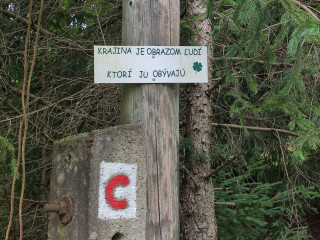 KRAJINA JE OBRAZOM ĽUDÍ
KTORÍ JU OBÝVAJÚ
C